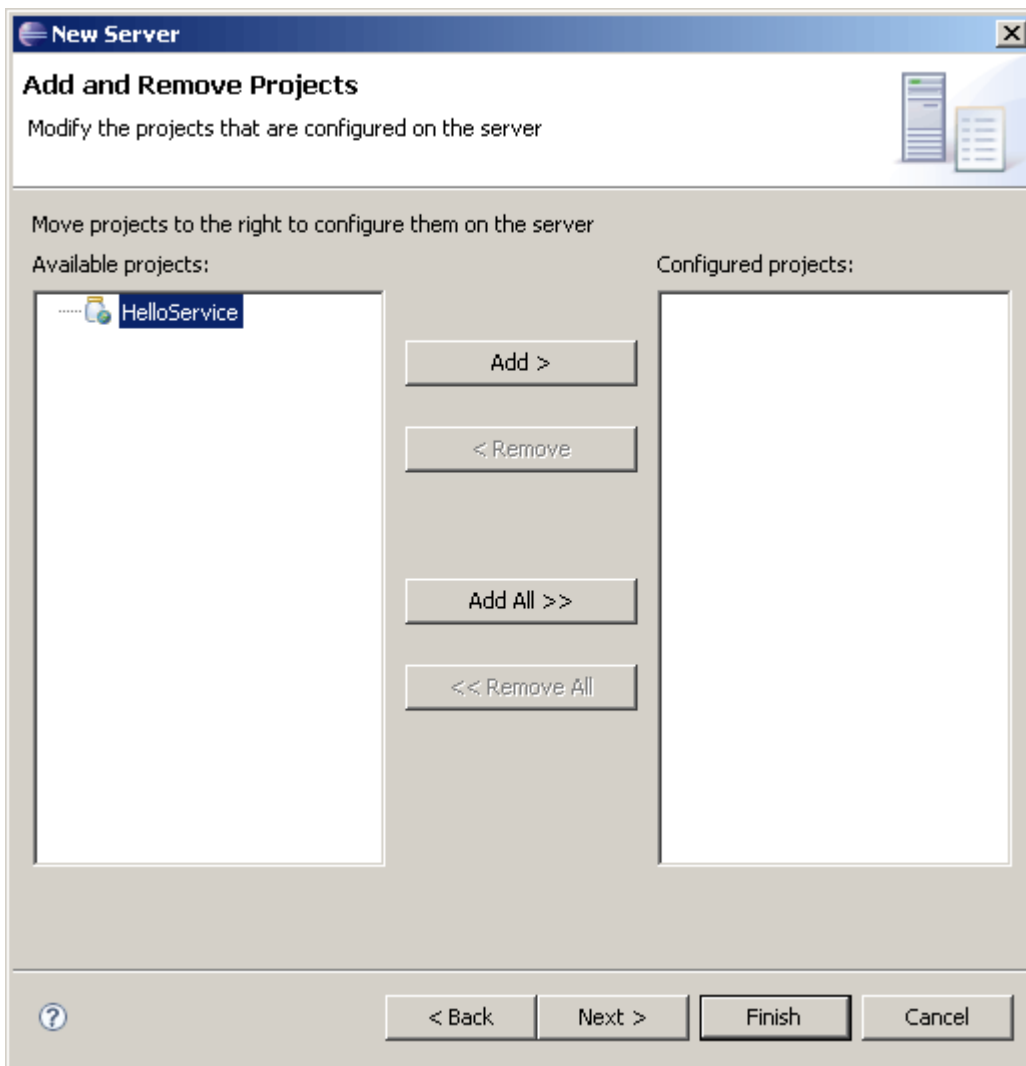 New Server
Add and Remove Projects
Modify the projects that are configured on the server
Move projects to the right to configure them on the server
Available projects:
Configured projects:
HelloService
Add >
< Remove
Add All >>
<< Remove All
?
< Back
Next >
Finish
Cancel